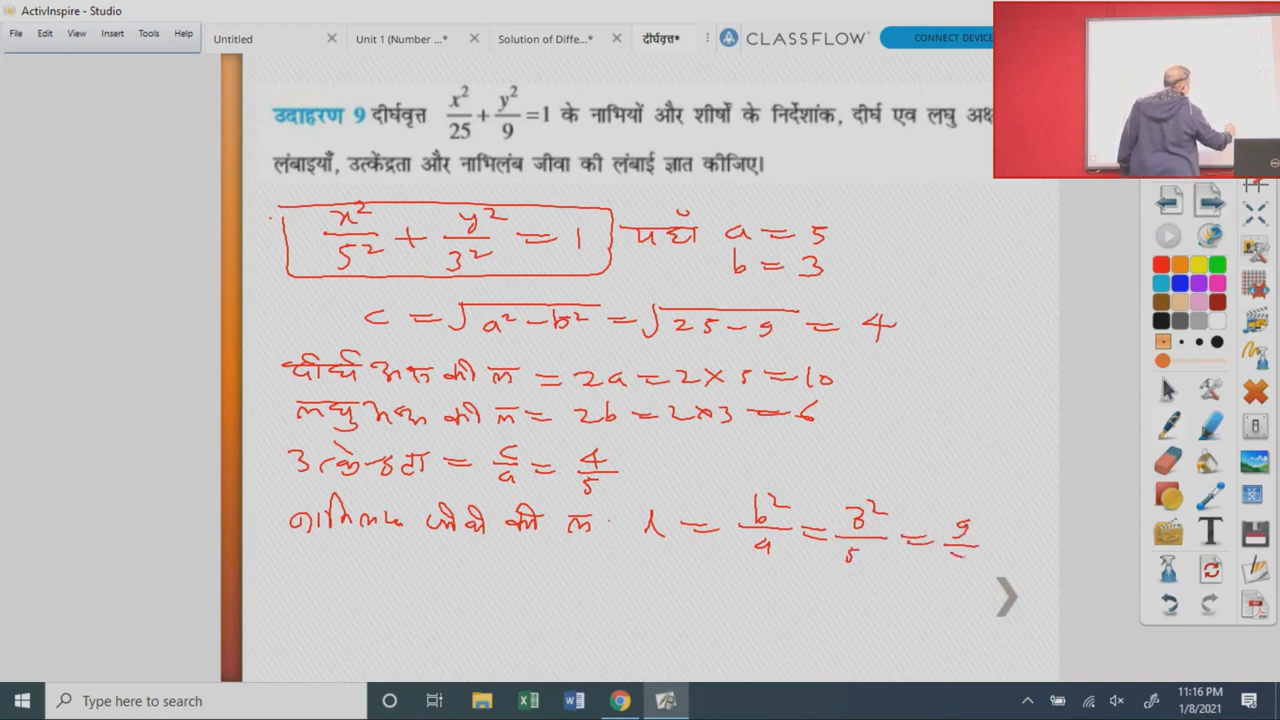 ActivInspire - Studio
File Edit View Insert Tools Help
Untitled
Unit 1 (Number ...*
Solution of Diffe...*
दीर्घवृत्त*
CLASSFLOW
CONNECT DEVICE
उदाहरण 9 दीर्घवृत्त x²/25 + y²/9 = 1 के नाभियों और शीर्षों के निर्देशांक, दीर्घ एव लघु अक्ष
लंबाइयाँ, उत्केंद्रता और नाभिलंब जीवा की लंबाई ज्ञात कीजिए।
x²/5² + y²/3² = 1 a = 5
b = 3
c = √a² - b² = √25 - 9 = 4
दीर्घ अक्ष की ल = 2a = 2 × 5 = 10
लघु अक्ष की ल = 2b = 2×3 = 6
उत्केन्द्रता = c/a = 4/5
नाभिलंब जीवा की ल. l = b²/a = 3²/5 = 9/
Type here to search
11:16 PM
1/8/2021